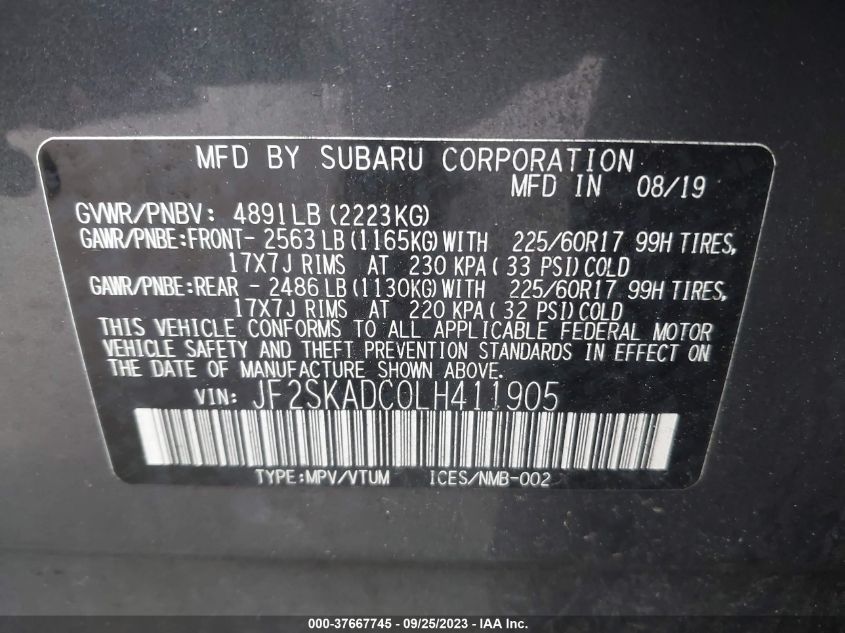 MFD BY SUBARU CORPORATION
MFD IN 08/19
GVWR/PNBV: 4891LB (2223KG)
GAWR/PNBE:FRONT- 2563LB(1165KG)WITH 225/60R17 99H TIRES,
17X7J RIMS AT 230 KPA( 33 PSI)COLD
GAWR/PNBE:REAR - 2486LB(1130KG)WITH 225/60R17 99H TIRES,
17X7J RIMS AT 220 KPA( 32 PSI)COLD
THIS VEHICLE CONFORMS TO ALL APPLICABLE FEDERAL MOTOR
VEHICLE SAFETY AND THEFT PREVENTION STANDARDS IN EFFECT ON
THE DATE OF MANUFACTURE SHOWN ABOVE.
VIN: JF2SKADC0LH411905
TYPE:MPV/VTUM ICES/NMB-002
000-37667745 - 09/25/2023 - IAA Inc.